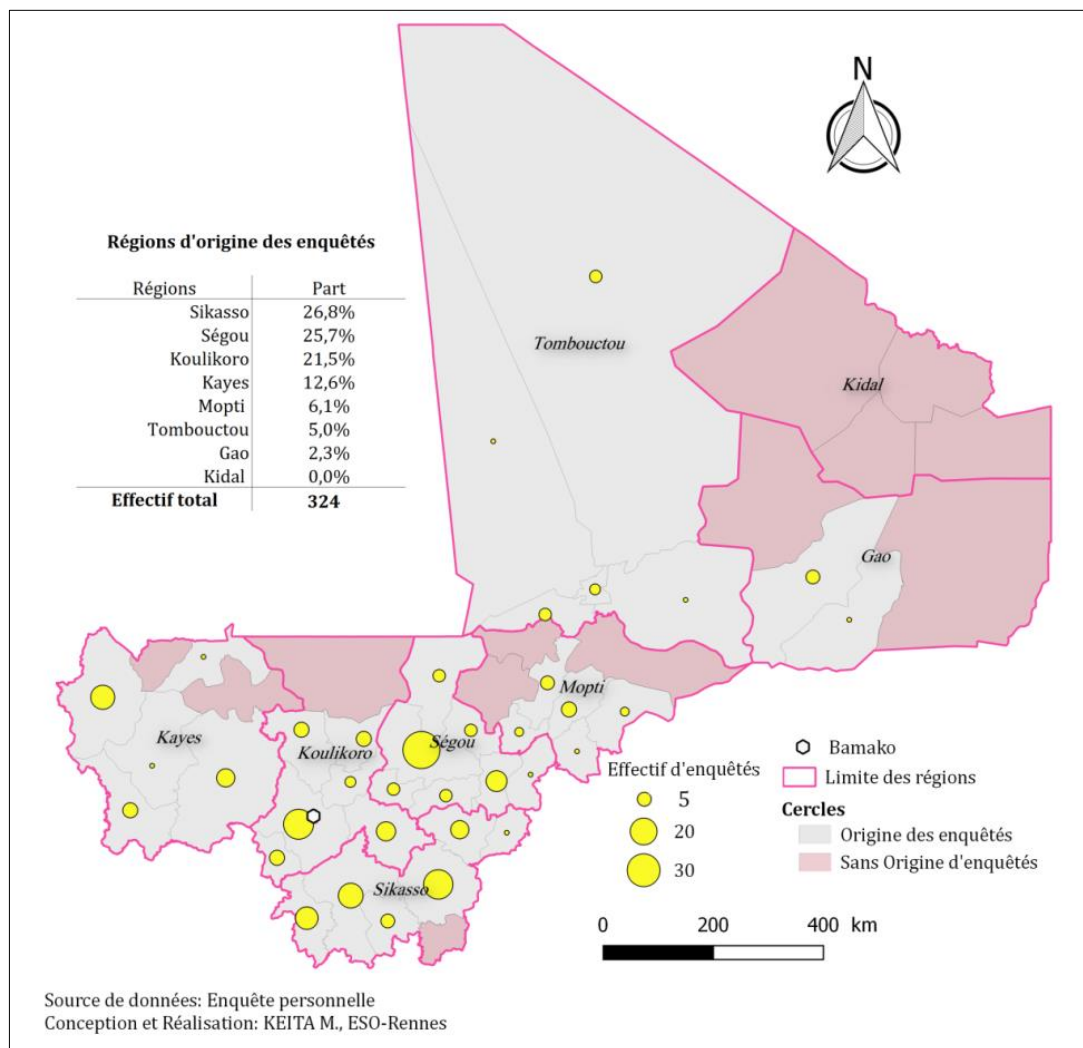 N
Régions d'origine des enquêtés
Régions Part
Sikasso 26,8%
Ségou 25,7%
Koulikoro 21,5%
Kayes 12,6%
Mopti 6,1%
Tombouctou 5,0%
Gao 2,3%
Kidal 0,0%
Effectif total 324
Tombouctou
Kidal
Gao
Mopti
Kayes
Koulikoro
Ségou
Sikasso
Effectif d'enquêtés
5
20
30
Bamako
Limite des régions
Cercles
Origine des enquêtés
Sans Origine d'enquêtés
0 200 400 km
Source de données: Enquête personnelle
Conception et Réalisation: KEITA M., ESO-Rennes